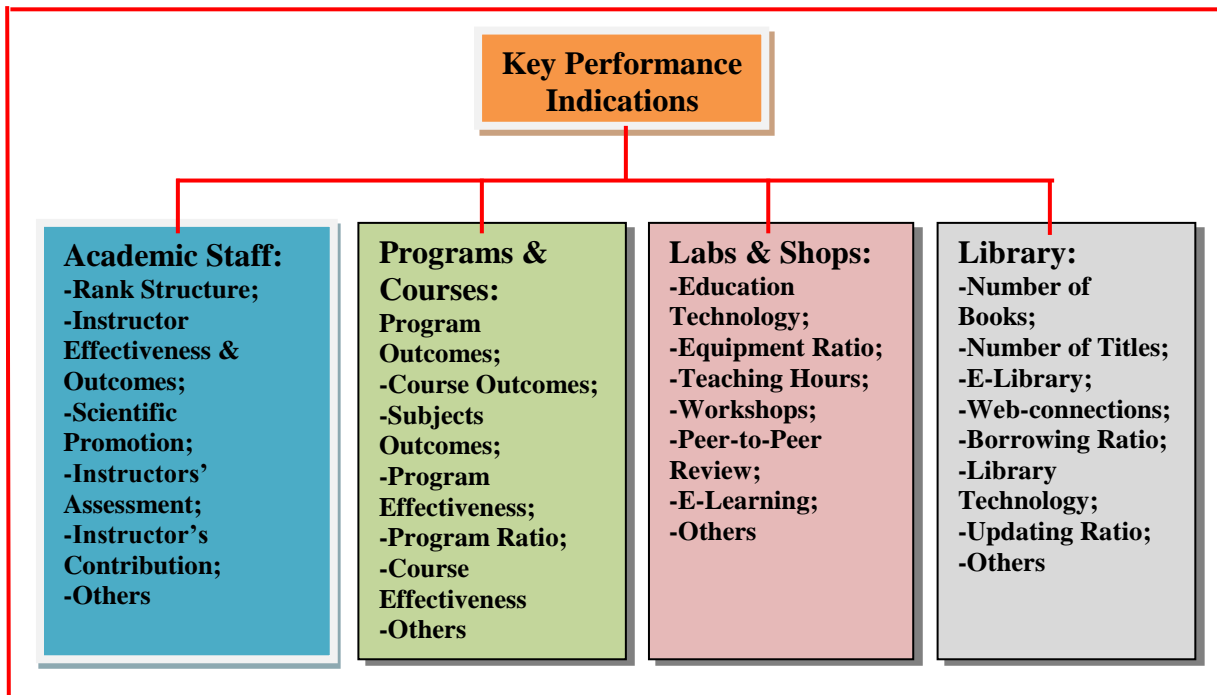 Key Performance
Indications
Academic Staff:
-Rank Structure;
-Instructor
Effectiveness &
Outcomes;
-Scientific
Promotion;
-Instructors’
Assessment;
-Instructor’s
Contribution;
-Others
Programs &
Courses:
Program
Outcomes;
-Course Outcomes;
-Subjects
Outcomes;
-Program
Effectiveness;
-Program Ratio;
-Course
Effectiveness
-Others
Labs & Shops:
-Education
Technology;
-Equipment Ratio;
-Teaching Hours;
-Workshops;
-Peer-to-Peer
Review;
-E-Learning;
-Others
Library:
-Number of
Books;
-Number of Titles;
-E-Library;
-Web-connections;
-Borrowing Ratio;
-Library
Technology;
-Updating Ratio;
-Others